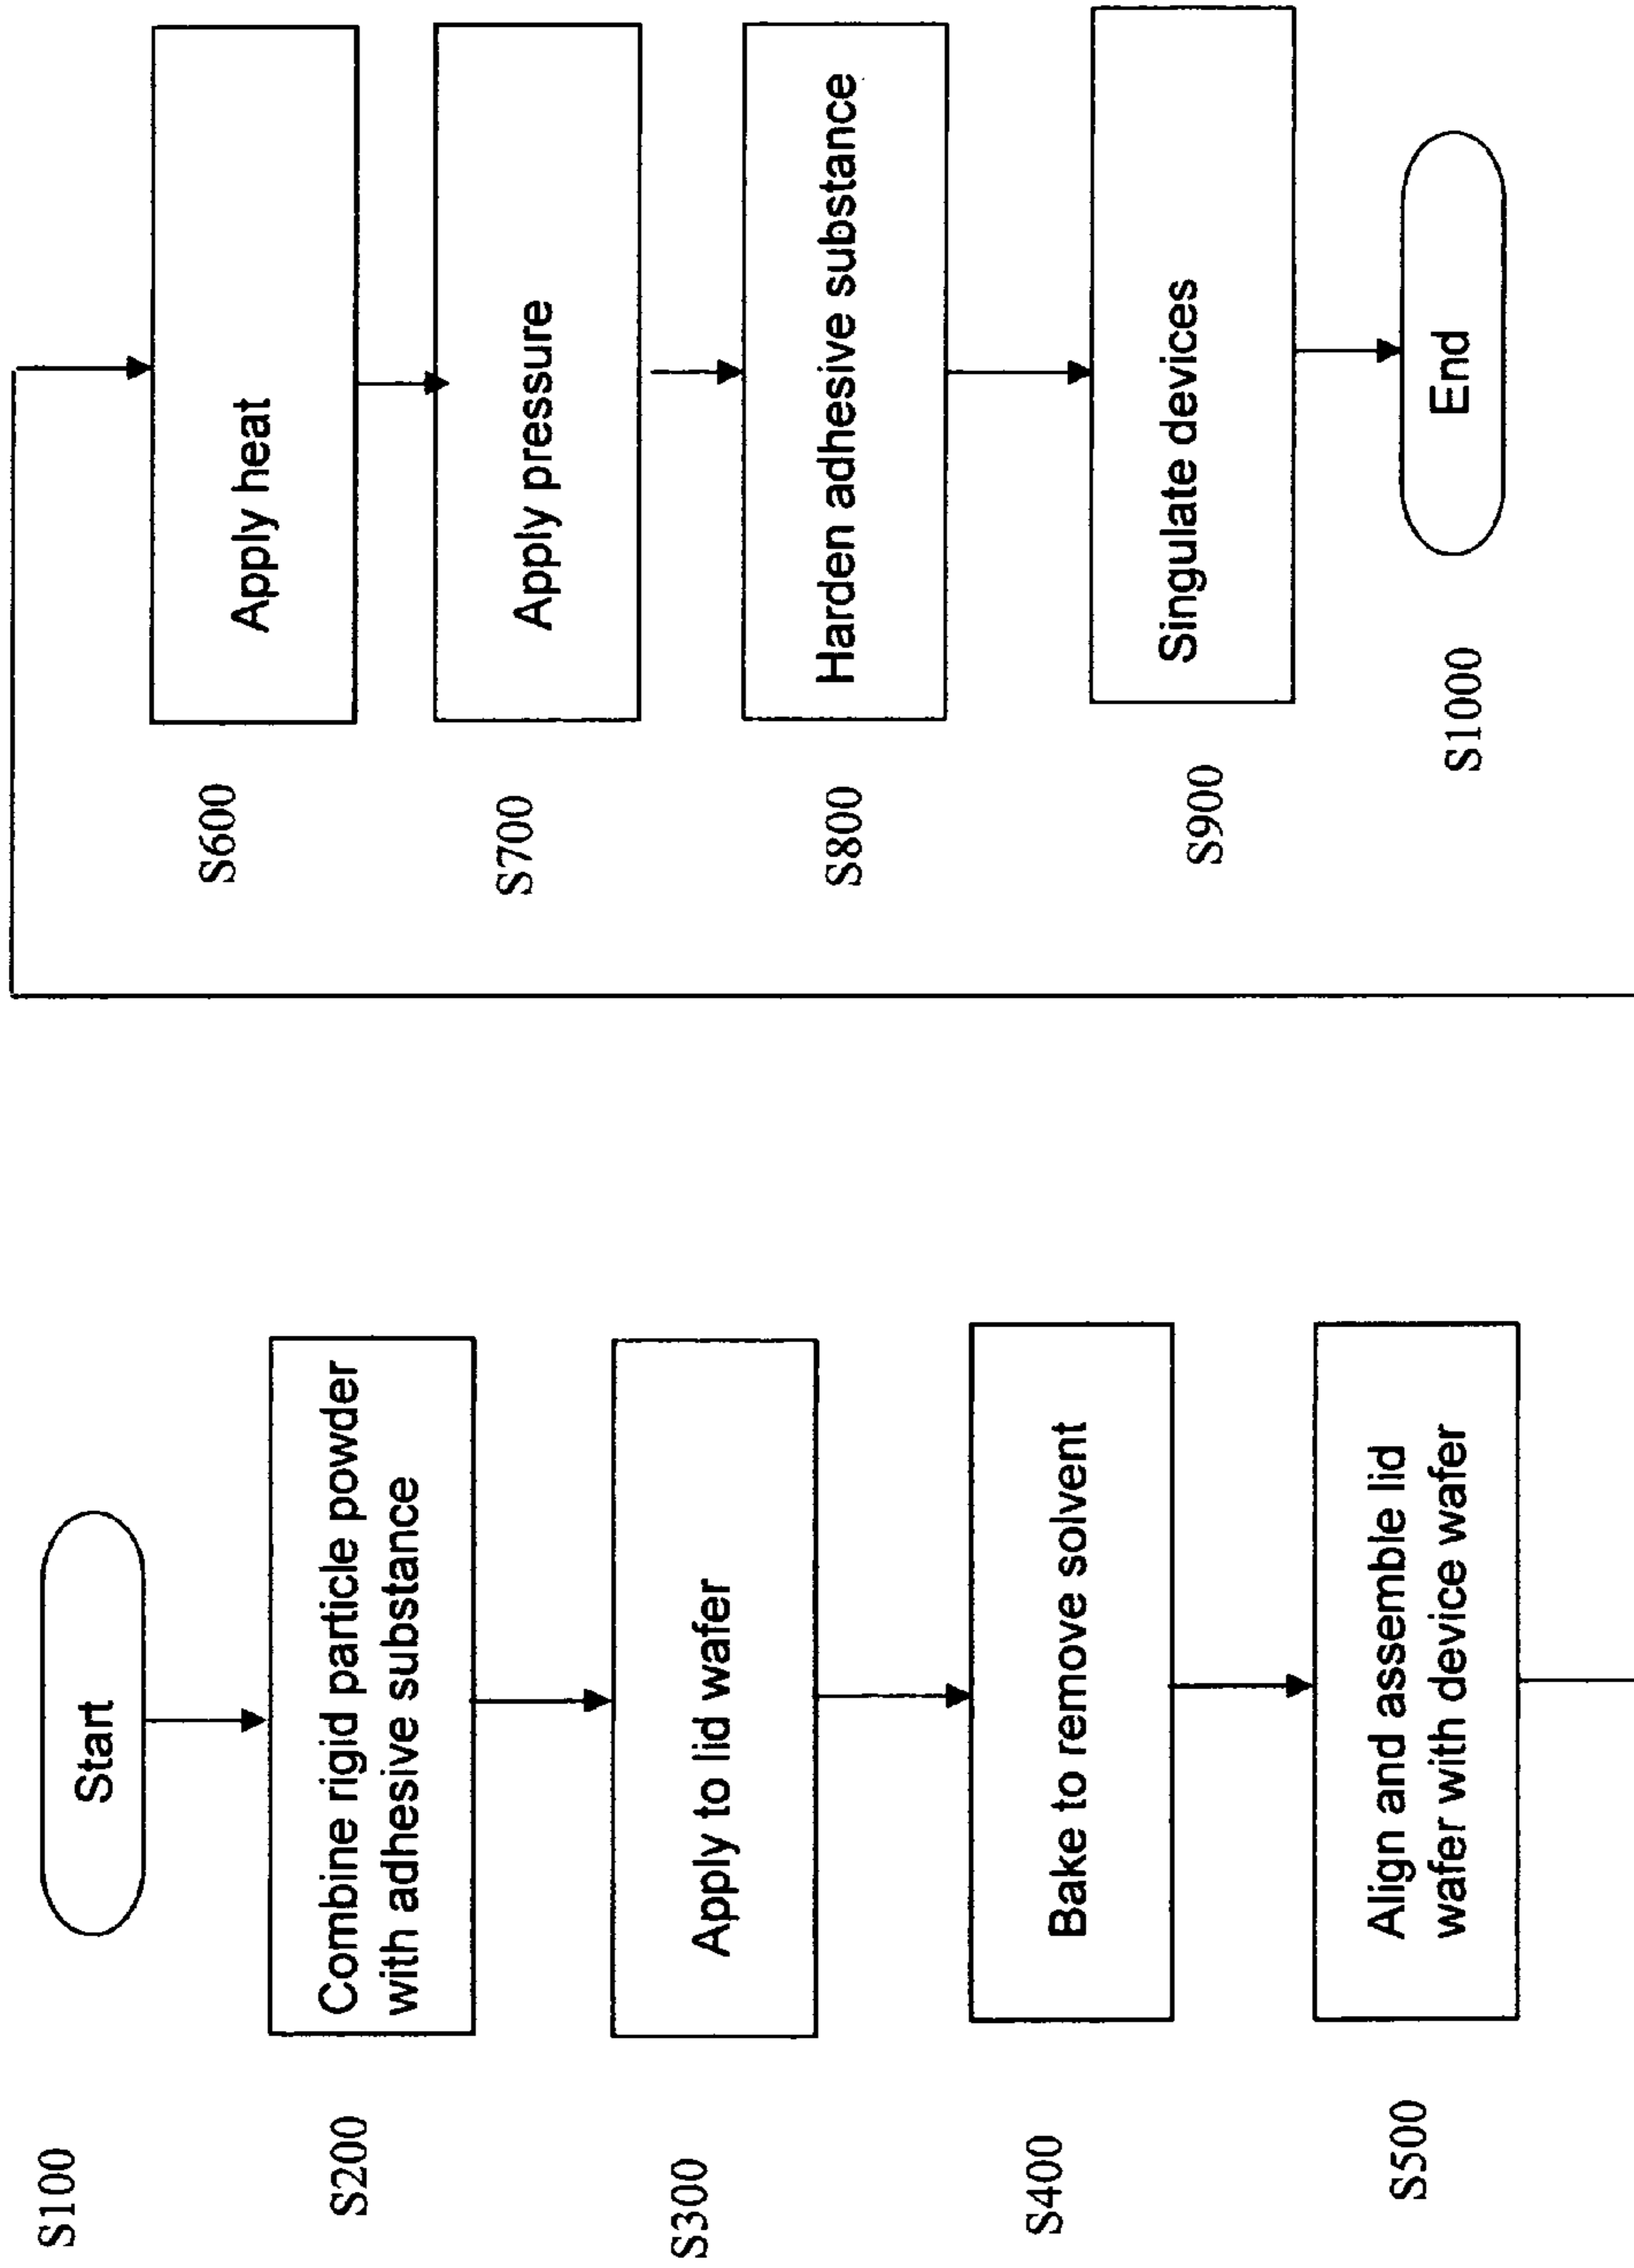 S100
Start
S200
Combine rigid particle powder
with adhesive substance
S300
Apply to lid wafer
S400
Bake to remove solvent
S500
Align and assemble lid
wafer with device wafer
S600
Apply heat
S700
Apply pressure
S800
Harden adhesive substance
S900
Singulate devices
S1000
End